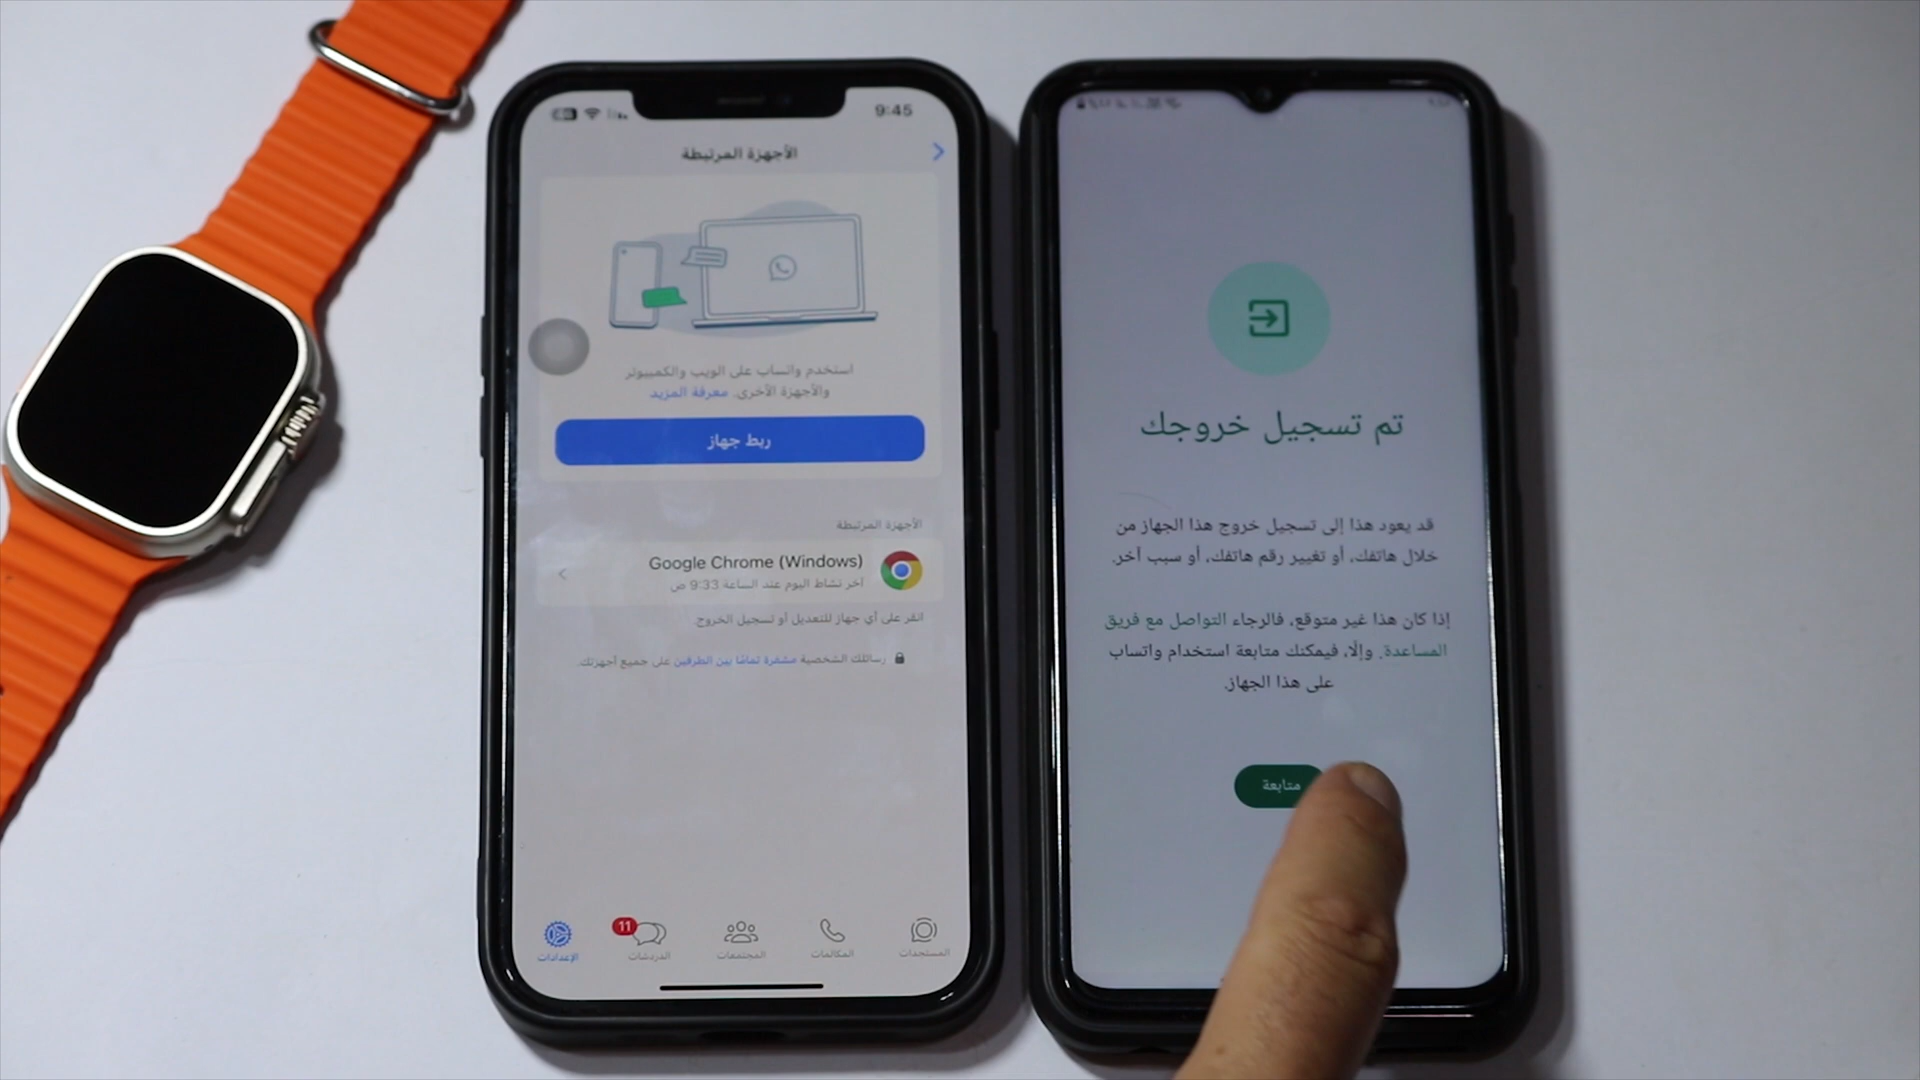 9:45
الأجهزة المرتبطة
استخدم واتساب على الويب والكمبيوتر
والأجهزة الأخرى. معرفة المزيد
ربط جهاز
الأجهزة المرتبطة
Google Chrome (Windows)
آخر نشاط اليوم عند الساعة 9:33 ص
انقر على أي جهاز للتعديل أو تسجيل الخروج.
رسائلك الشخصية مشفرة تمامًا بين الطرفين على جميع أجهزتك.
المستجدات
المكالمات
المجتمعات
الدردشات
11
الإعدادات
تم تسجيل خروجك
قد يعود هذا إلى تسجيل خروج هذا الجهاز من
خلال هاتفك، أو تغيير رقم هاتفك، أو سبب آخر.
إذا كان هذا غير متوقع، فالرجاء التواصل مع فريق
المساعدة. وإلّا، فيمكنك متابعة استخدام واتساب
على هذا الجهاز.
متابعة